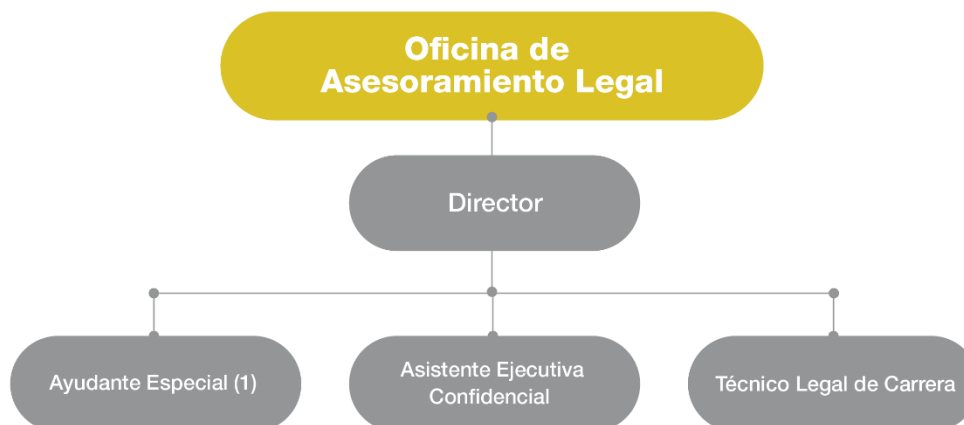 Oficina de
Asesoramiento Legal
Director
Ayudante Especial (1)
Asistente Ejecutiva
Confidencial
Técnico Legal de Carrera